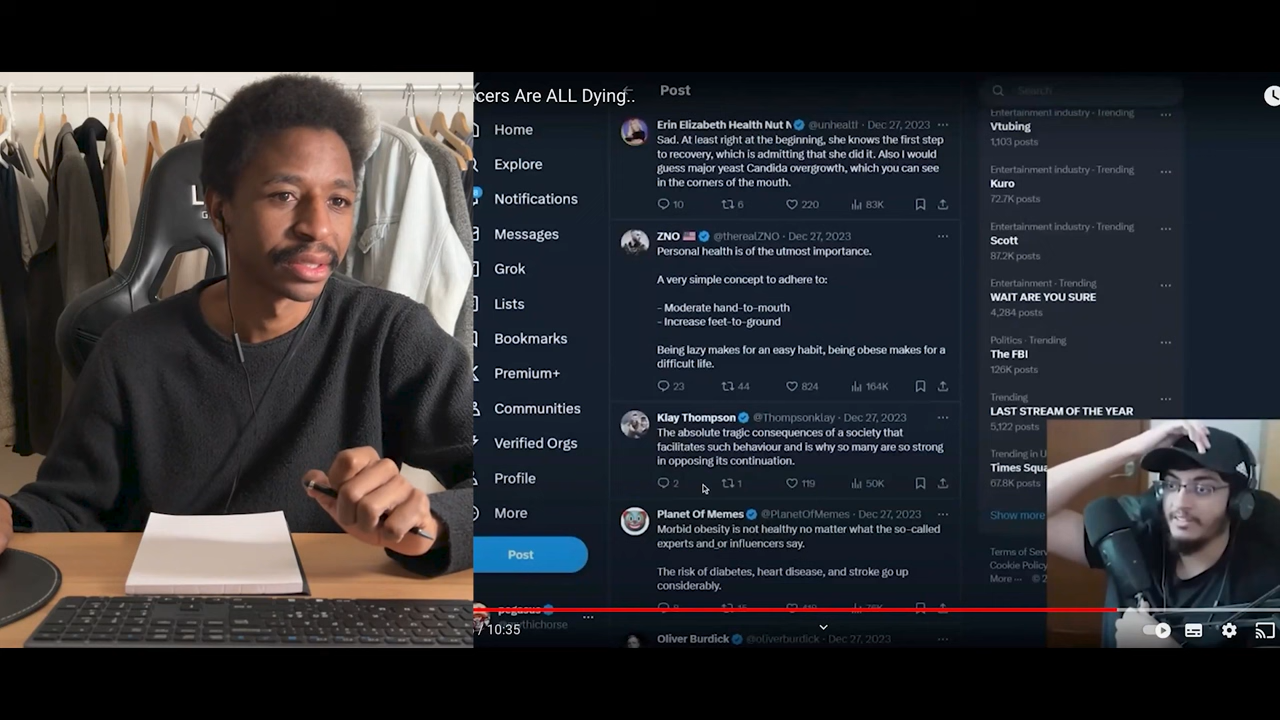 cers Are ALL Dying..
Home
Explore
Notifications
Messages
Grok
Lists
Bookmarks
Premium+
Communities
Verified Orgs
Profile
More
Post
/ 10:35
Post
Erin Elizabeth Health Nut N @unhealtl · Dec 27, 2023
Sad. At least right at the beginning, she knows the first step
to recovery, which is admitting that she did it. Also I would
guess major yeast Candida overgrowth, which you can see
in the corners of the mouth.
10 6 220 83K
ZNO 🇺🇸 @therealZNO · Dec 27, 2023
Personal health is of the utmost importance.
A very simple concept to adhere to:
- Moderate hand-to-mouth
- Increase feet-to-ground
Being lazy makes for an easy habit, being obese makes for a
difficult life.
23 44 824 164K
Klay Thompson @Thompsonklay · Dec 27, 2023
The absolute tragic consequences of a society that
facilitates such behaviour and is why so many are so strong
in opposing its continuation.
2 1 119 50K
Planet Of Memes @PLanetOfMemes · Dec 27, 2023
Morbid obesity is not healthy no matter what the so-called
experts and/or influencers say.
The risk of diabetes, heart disease, and stroke go up
considerably.
Oliver Burdick @oliverburdick · Dec 27, 2023
Search
Entertainment industry · Trending
Vtubing
1,103 posts
Entertainment industry · Trending
Kuro
72.7K posts
Entertainment industry · Trending
Scott
87.2K posts
Entertainment · Trending
WAIT ARE YOU SURE
4,284 posts
Politics · Trending
The FBI
126K posts
Trending
LAST STREAM OF THE YEAR
5,122 posts
Trending in U
Times Squa
67.8K posts
Show more
Terms of Serv
Cookie Policy
More ··· © 2